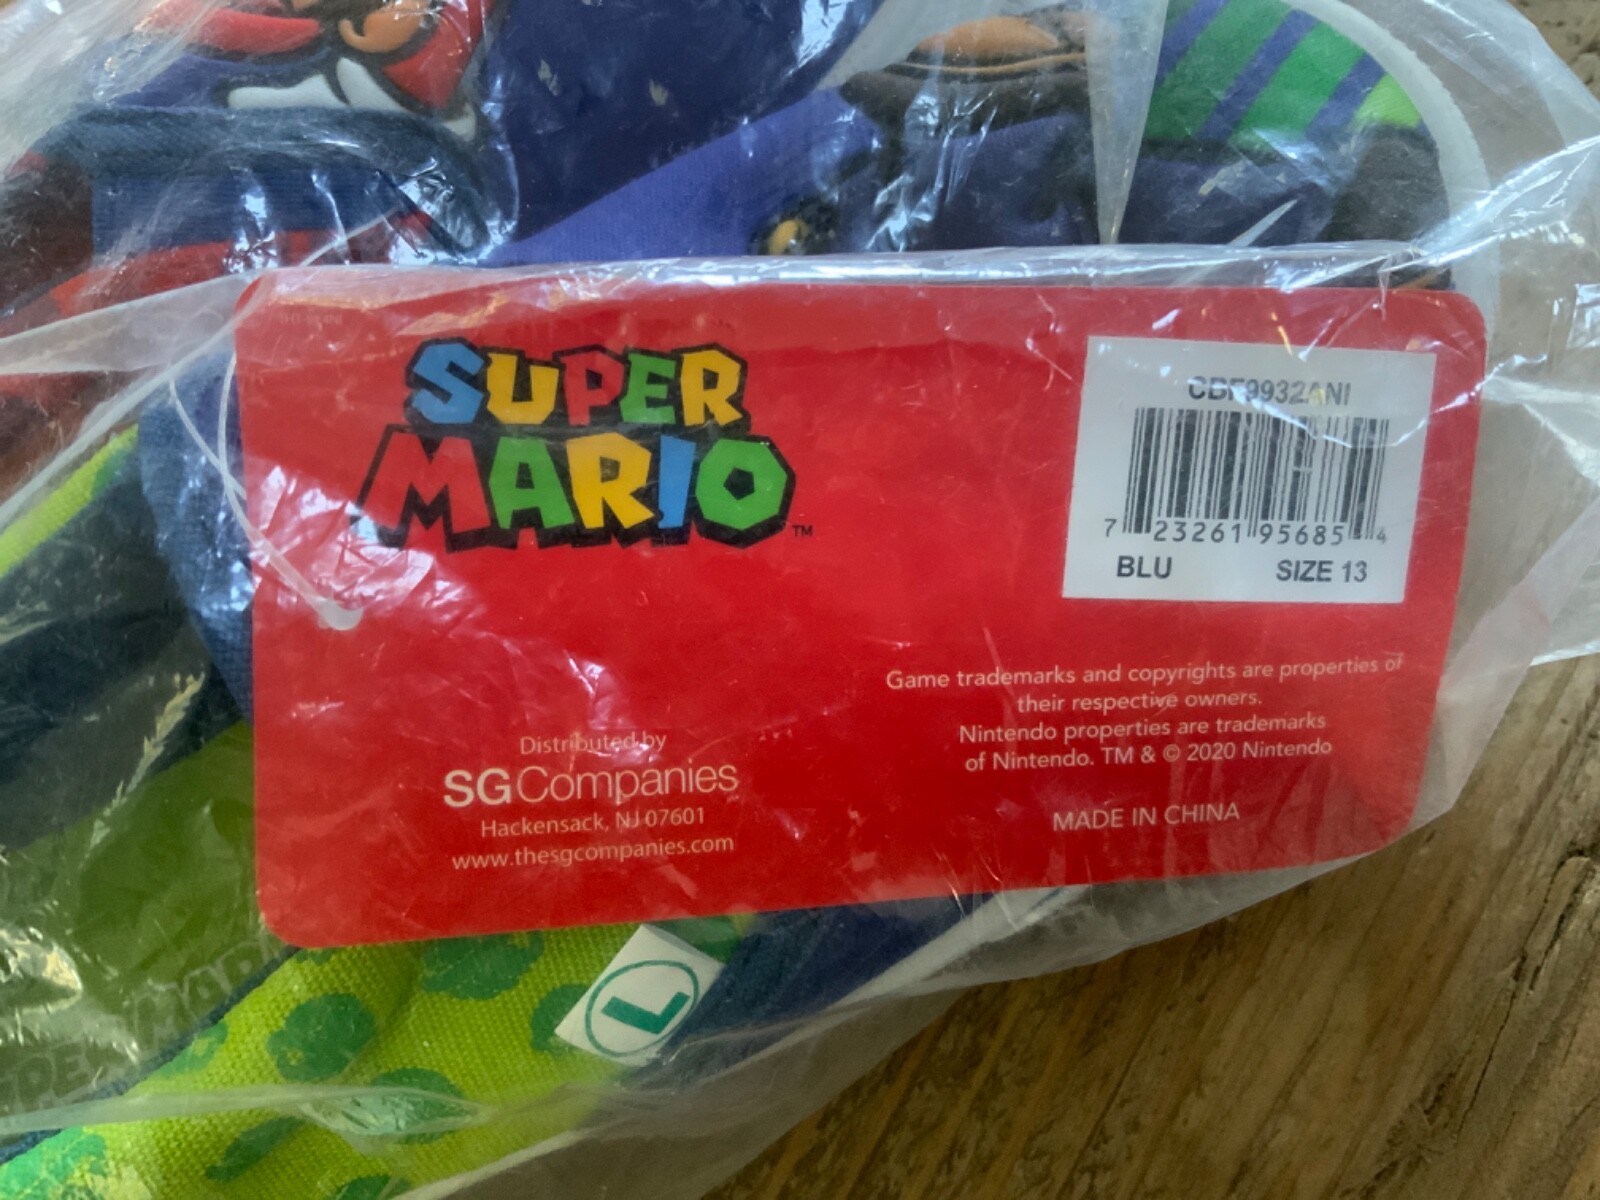 SUPER
MARIO™
CBF9932ANI
7 23261 95685 4
BLU SIZE 13
Game trademarks and copyrights are properties of
their respective owners.
Nintendo properties are trademarks
of Nintendo. TM & © 2020 Nintendo
MADE IN CHINA
Distributed by
SGCompanies
Hackensack, NJ 07601
www.thesgcompanies.com
L